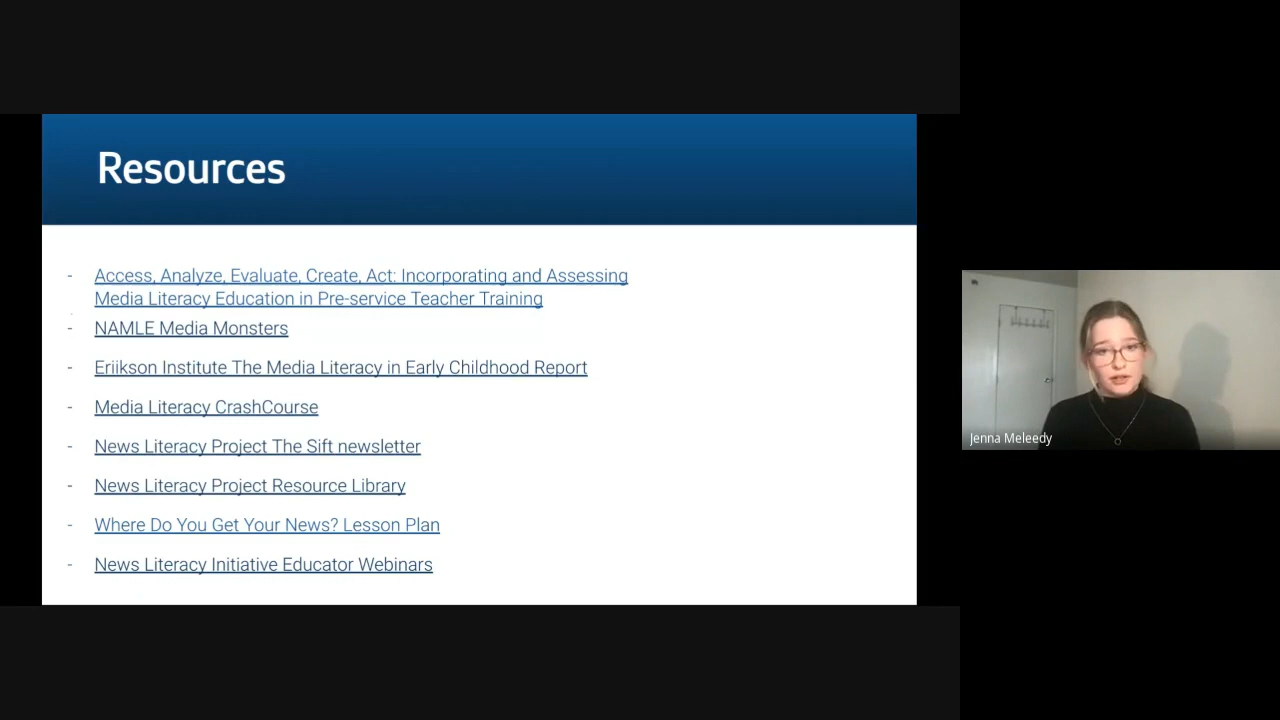 Resources
- Access, Analyze, Evaluate, Create, Act: Incorporating and Assessing
Media Literacy Education in Pre-service Teacher Training
- NAMLE Media Monsters
- Eriikson Institute The Media Literacy in Early Childhood Report
- Media Literacy CrashCourse
- News Literacy Project The Sift newsletter
- News Literacy Project Resource Library
- Where Do You Get Your News? Lesson Plan
- News Literacy Initiative Educator Webinars
Jenna Meleedy